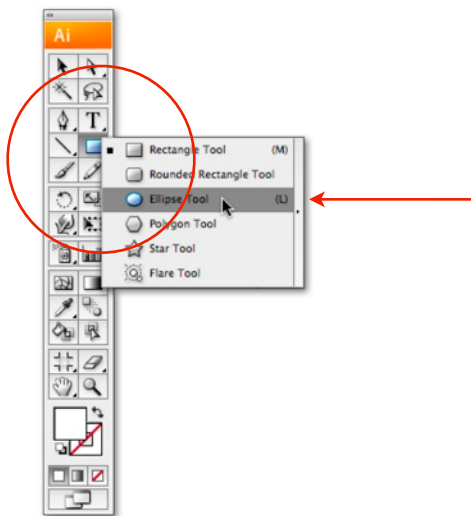 Ai
T
Rectangle Tool (M)
Rounded Rectangle Tool
Ellipse Tool (L)
Polygon Tool
Star Tool
Flare Tool